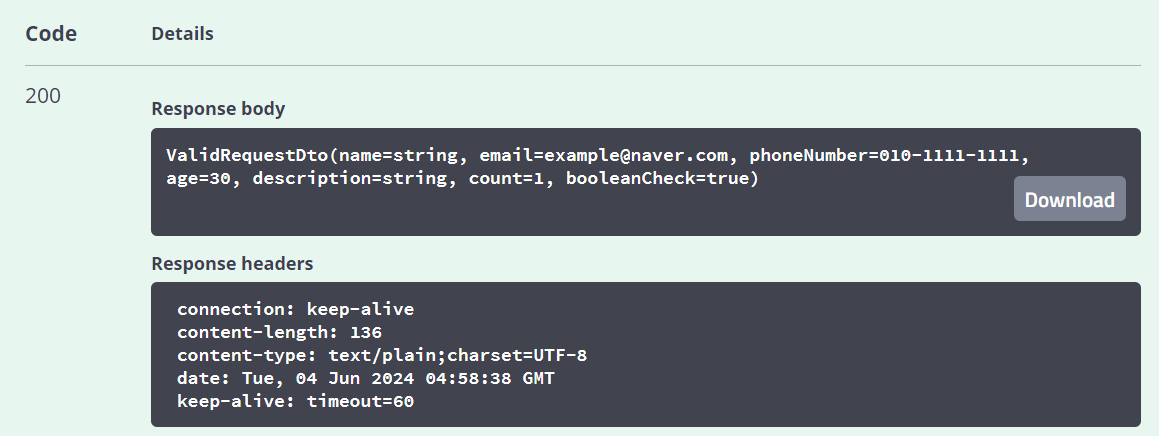 Code Details
200
Response body
ValidRequestDto(name=string, email=example@naver.com, phoneNumber=010-1111-1111,
age=30, description=string, count=1, booleanCheck=true)
Download
Response headers
connection: keep-alive
content-length: 136
content-type: text/plain;charset=UTF-8
date: Tue, 04 Jun 2024 04:58:38 GMT
keep-alive: timeout=60